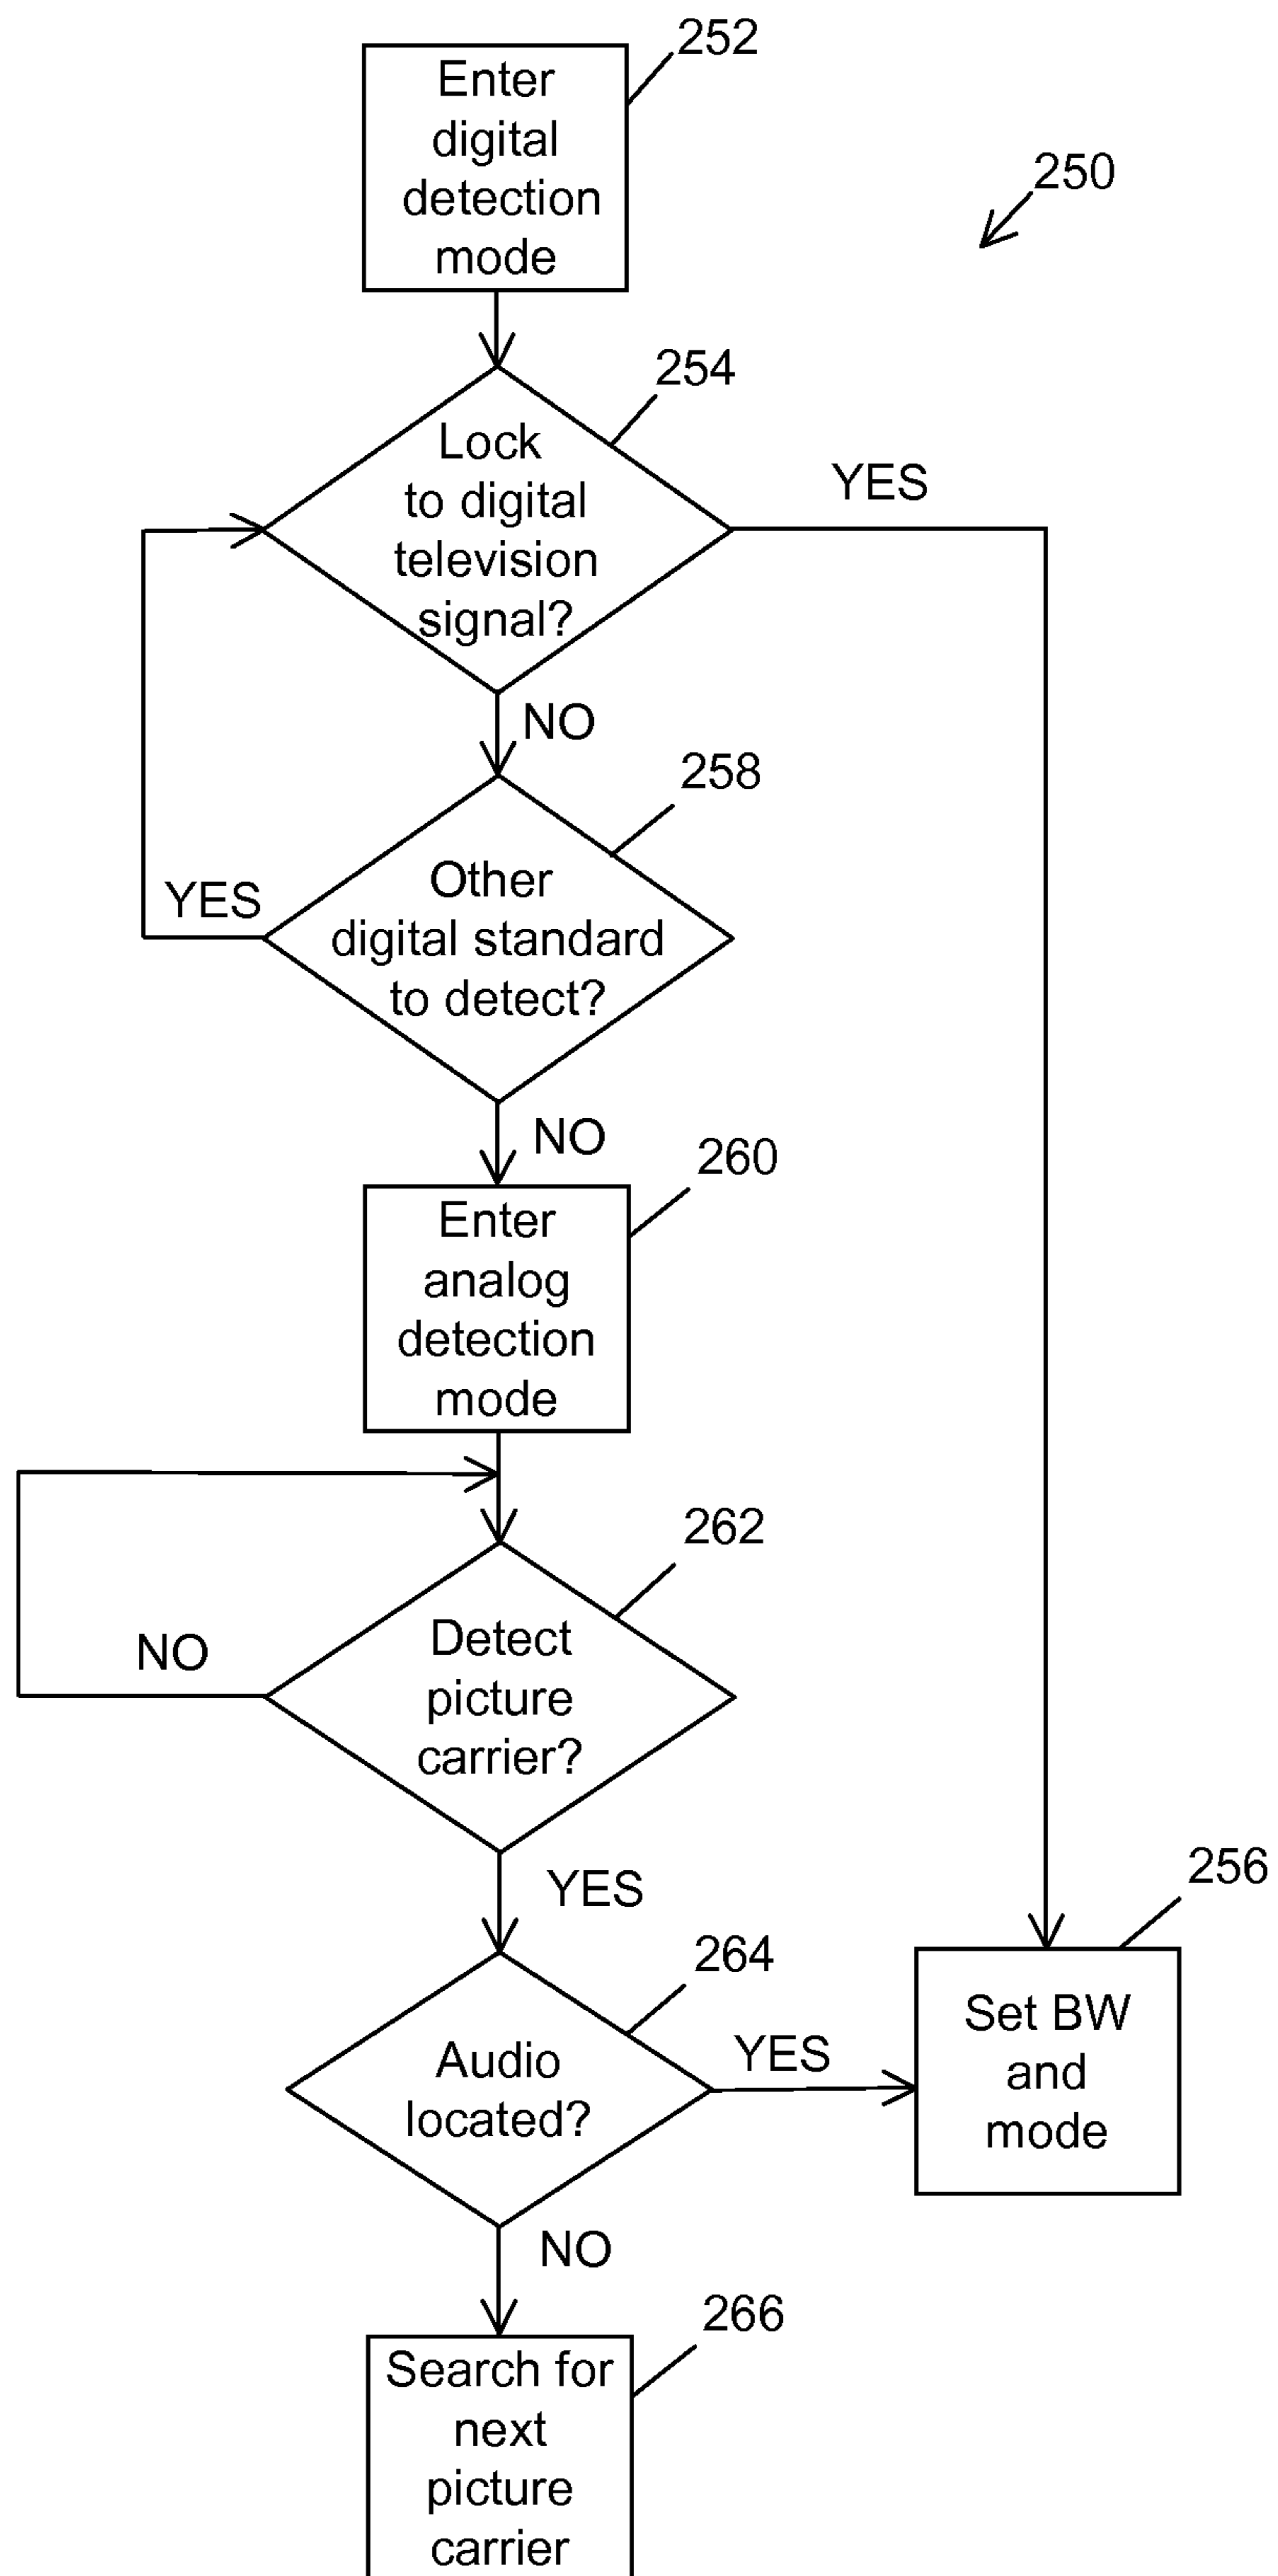 252
Enter
digital
detection
mode
250
254
Lock
to digital
television
signal?
YES
NO
258
Other
digital standard
to detect?
YES
NO
260
Enter
analog
detection
mode
262
Detect
picture
carrier?
NO
YES
256
Set BW
and
mode
264
Audio
located?
YES
NO
266
Search for
next
picture
carrier